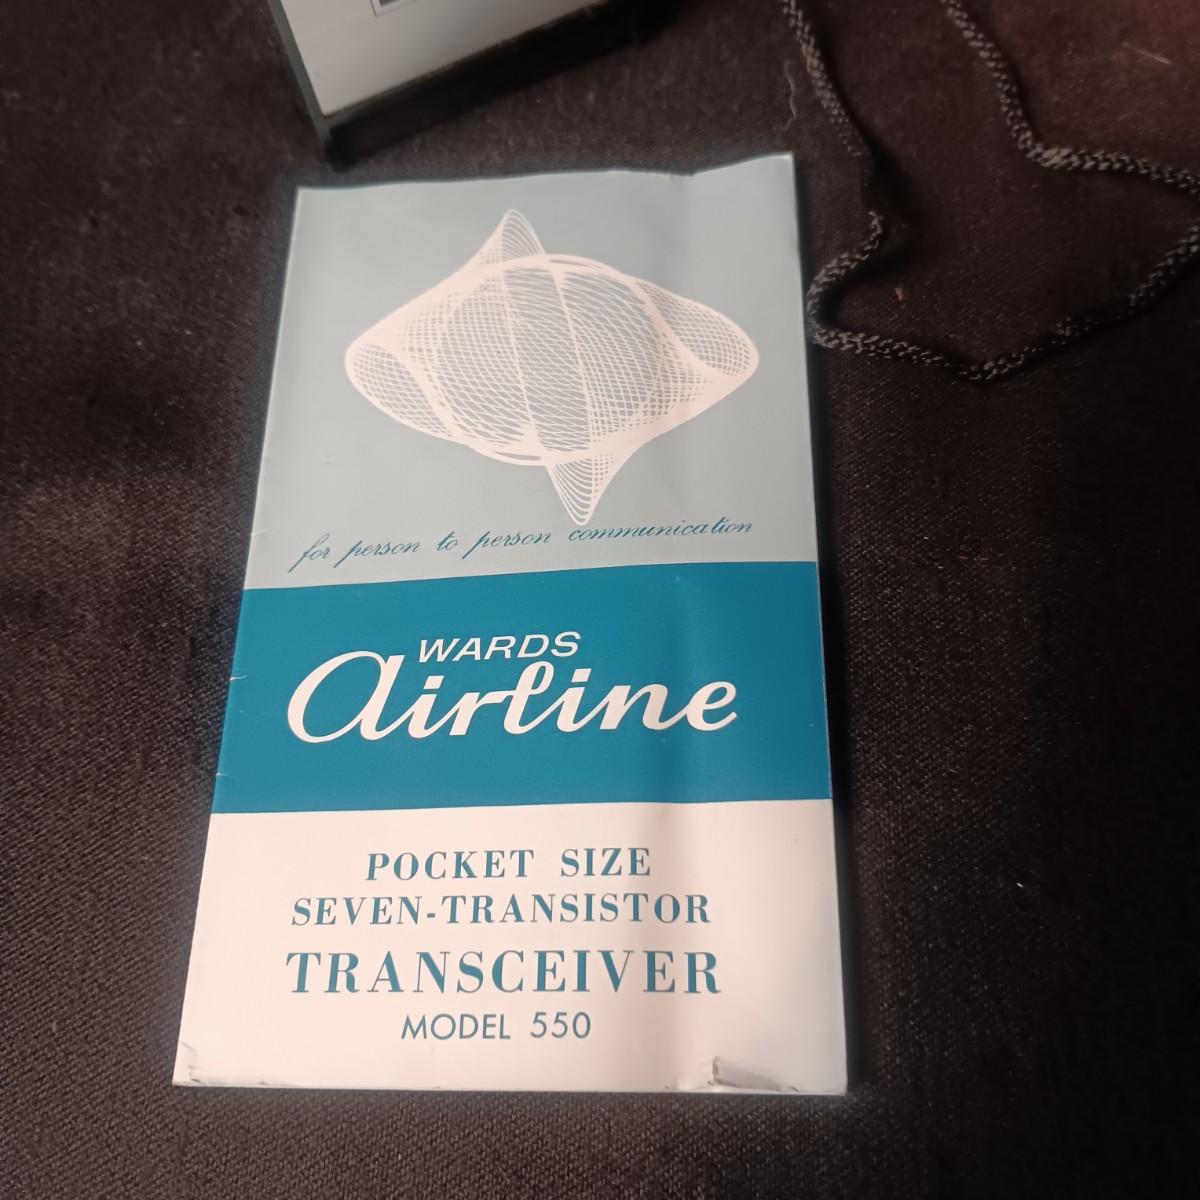 for person to person communication
WARDS
Airline
POCKET SIZE
SEVEN-TRANSISTOR
TRANSCEIVER
MODEL 550